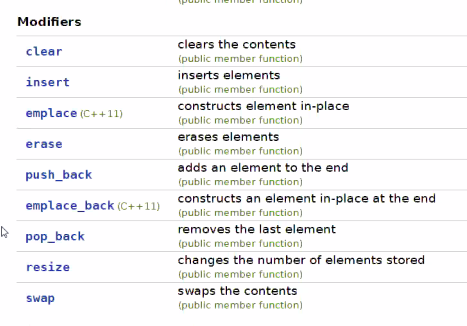 (public member function)
Modifiers
clear
clears the contents
(public member function)
insert
inserts elements
(public member function)
emplace (C++11)
constructs element in-place
(public member function)
erase
erases elements
(public member function)
push_back
adds an element to the end
(public member function)
emplace_back (C++11)
constructs an element in-place at the end
(public member function)
pop_back
removes the last element
(public member function)
resize
changes the number of elements stored
(public member function)
swap
swaps the contents
(public member function)